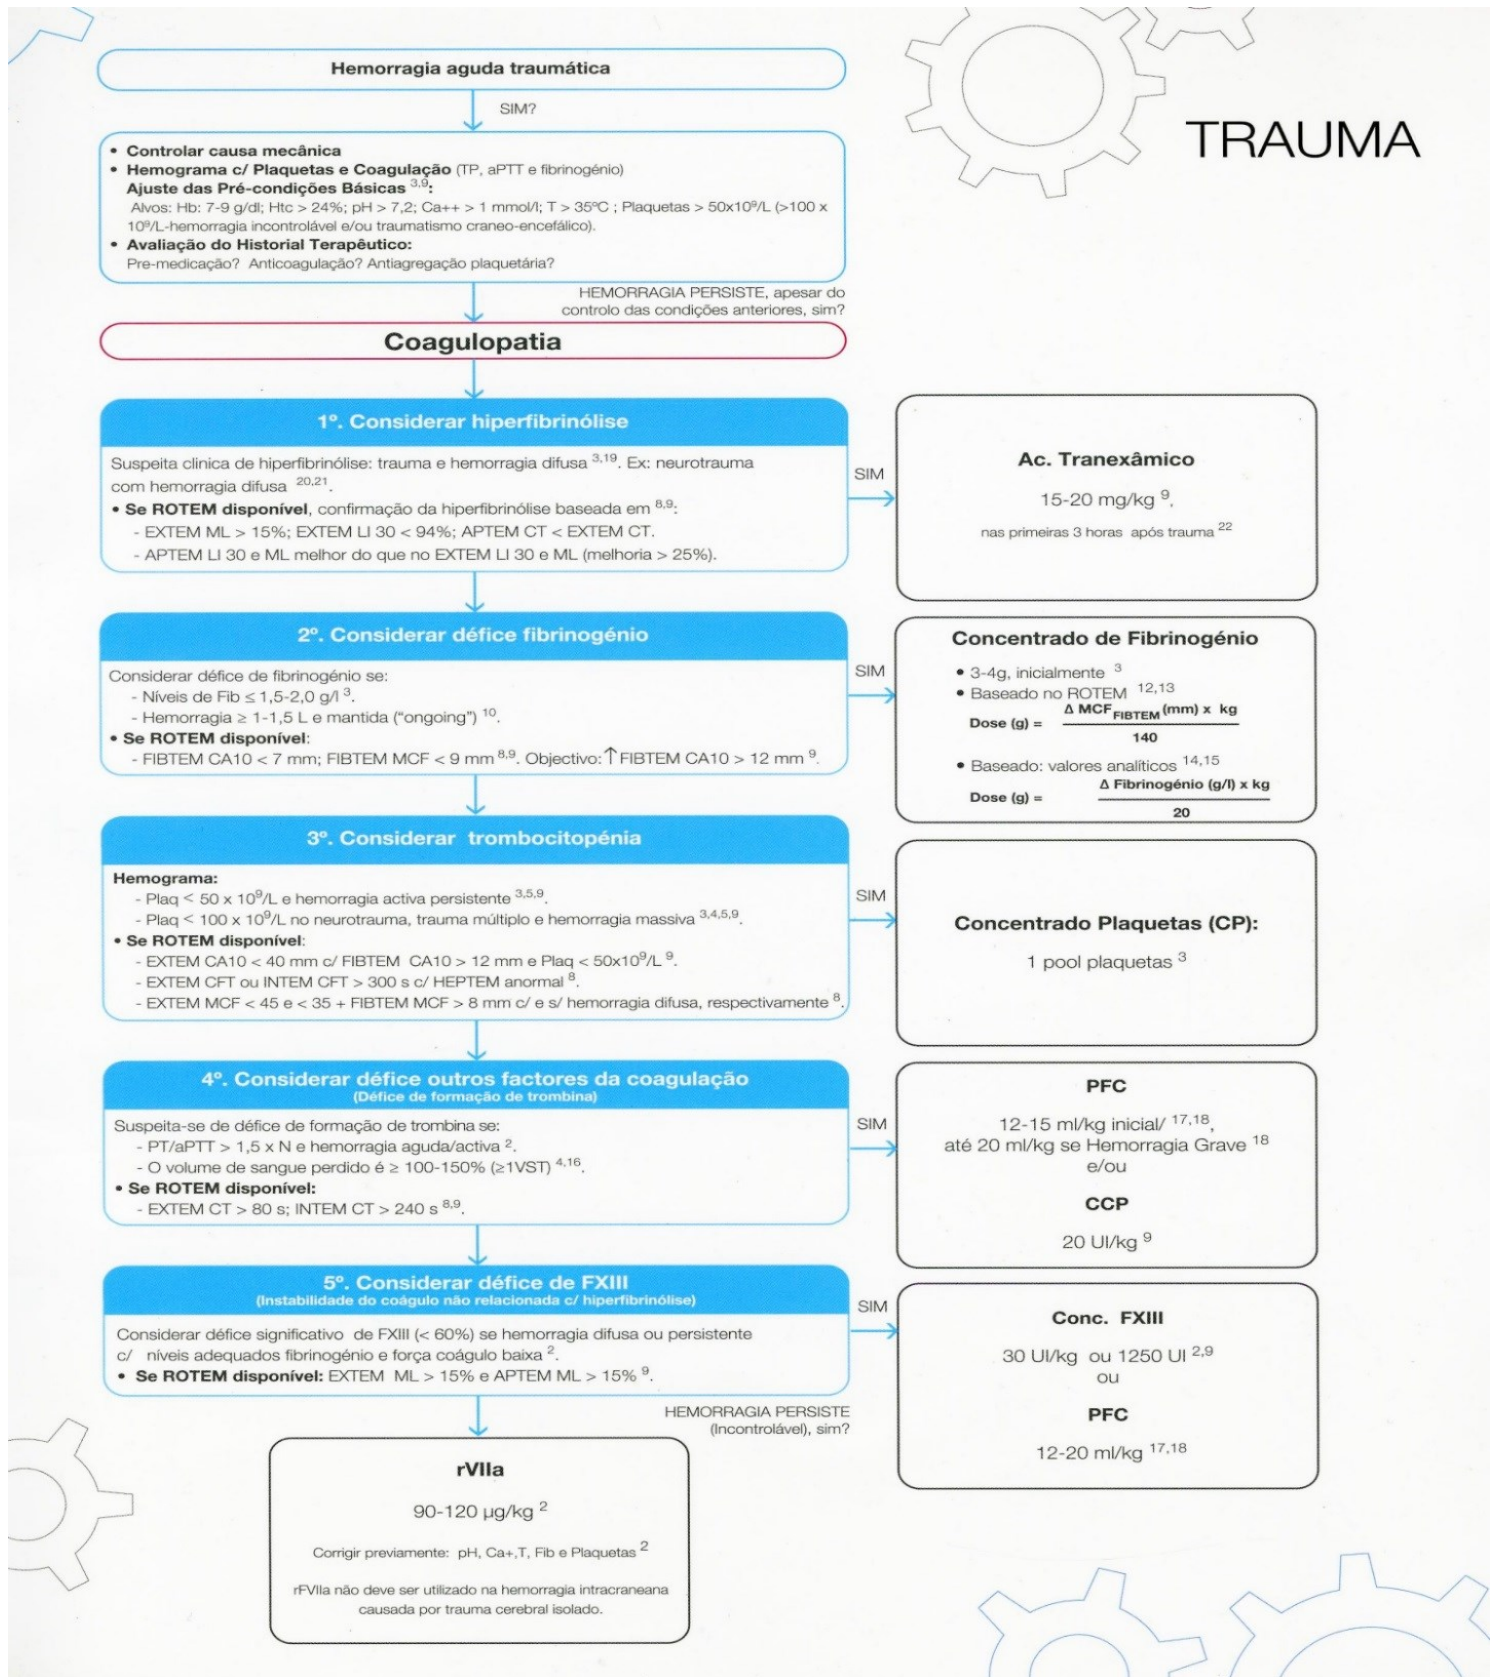 TRAUMA
Hemorragia aguda traumática
SIM?
• Controlar causa mecânica
• Hemograma c/ Plaquetas e Coagulação (TP, aPTT e fibrinogénio)
Ajuste das Pré-condições Básicas 3,9:
Alvos: Hb: 7-9 g/dl; Htc > 24%; pH > 7,2; Ca++ > 1 mmol/l; T > 35ºC ; Plaquetas > 50x10⁹/L (>100 x
10⁹/L-hemorragia incontrolável e/ou traumatismo craneo-encefálico).
• Avaliação do Historial Terapêutico:
Pre-medicação? Anticoagulação? Antiagregação plaquetária?
HEMORRAGIA PERSISTE, apesar do
controlo das condições anteriores, sim?
Coagulopatia
1º. Considerar hiperfibrinólise
Suspeita clinica de hiperfibrinólise: trauma e hemorragia difusa 3,19. Ex: neurotrauma
com hemorragia difusa 20,21.
• Se ROTEM disponível, confirmação da hiperfibrinólise baseada em 8,9:
- EXTEM ML > 15%; EXTEM LI 30 < 94%; APTEM CT < EXTEM CT.
- APTEM LI 30 e ML melhor do que no EXTEM LI 30 e ML (melhoria > 25%).
SIM
Ac. Tranexâmico
15-20 mg/kg 9,
nas primeiras 3 horas após trauma 22
2º. Considerar défice fibrinogénio
Considerar défice de fibrinogénio se:
- Níveis de Fib ≤ 1,5-2,0 g/l 3.
- Hemorragia ≥ 1-1,5 L e mantida ("ongoing") 10.
• Se ROTEM disponível:
- FIBTEM CA10 < 7 mm; FIBTEM MCF < 9 mm 8,9. Objectivo: ↑ FIBTEM CA10 > 12 mm 9.
SIM
Concentrado de Fibrinogénio
• 3-4g, inicialmente 3
• Baseado no ROTEM 12,13
Dose (g) = Δ MCF FIBTEM (mm) x kg
140
• Baseado: valores analíticos 14,15
Dose (g) = Δ Fibrinogénio (g/l) x kg
20
3º. Considerar trombocitopénia
Hemograma:
- Plaq < 50 x 10⁹/L e hemorragia activa persistente 3,5,9.
- Plaq < 100 x 10⁹/L no neurotrauma, trauma múltiplo e hemorragia massiva 3,4,5,9.
• Se ROTEM disponível:
- EXTEM CA10 < 40 mm c/ FIBTEM CA10 > 12 mm e Plaq < 50x10⁹/L 9.
- EXTEM CFT ou INTEM CFT > 300 s c/ HEPTEM anormal 8.
- EXTEM MCF < 45 e < 35 + FIBTEM MCF > 8 mm c/ e s/ hemorragia difusa, respectivamente 8.
SIM
Concentrado Plaquetas (CP):
1 pool plaquetas 3
4º. Considerar défice outros factores da coagulação
(Défice de formação de trombina)
Suspeita-se de défice de formação de trombina se:
- PT/aPTT > 1,5 x N e hemorragia aguda/activa 2.
- O volume de sangue perdido é ≥ 100-150% (≥1VST) 4,16.
• Se ROTEM disponível:
- EXTEM CT > 80 s; INTEM CT > 240 s 8,9.
SIM
PFC
12-15 ml/kg inicial/ 17,18,
até 20 ml/kg se Hemorragia Grave 18
e/ou
CCP
20 UI/kg 9
5º. Considerar défice de FXIII
(Instabilidade do coágulo não relacionada c/ hiperfibrinólise)
Considerar défice significativo de FXIII (< 60%) se hemorragia difusa ou persistente
c/ níveis adequados fibrinogénio e força coágulo baixa 2.
• Se ROTEM disponível: EXTEM ML > 15% e APTEM ML > 15% 9.
SIM
Conc. FXIII
30 UI/kg ou 1250 UI 2,9
ou
PFC
12-20 ml/kg 17,18
HEMORRAGIA PERSISTE
(Incontrolável), sim?
rVIIa
90-120 µg/kg 2
Corrigir previamente: pH, Ca+,T, Fib e Plaquetas 2
rFVIIa não deve ser utilizado na hemorragia intracraneana
causada por trauma cerebral isolado.